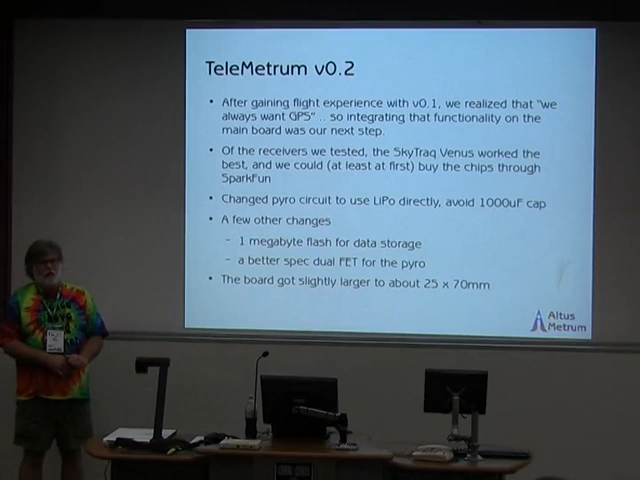 TeleMetrum v0.2
• After gaining flight experience with v0.1, we realized that "we
always want GPS" .. so integrating that functionality on the
main board was our next step.
• Of the receivers we tested, the SkyTraq Venus worked the
best, and we could (at least at first) buy the chips through
SparkFun
• Changed pyro circuit to use LiPo directly, avoid 1000uF cap
• A few other changes
– 1 megabyte flash for data storage
– a better spec dual FET for the pyro
• The board got slightly larger to about 25 x 70mm
Altus
Metrum